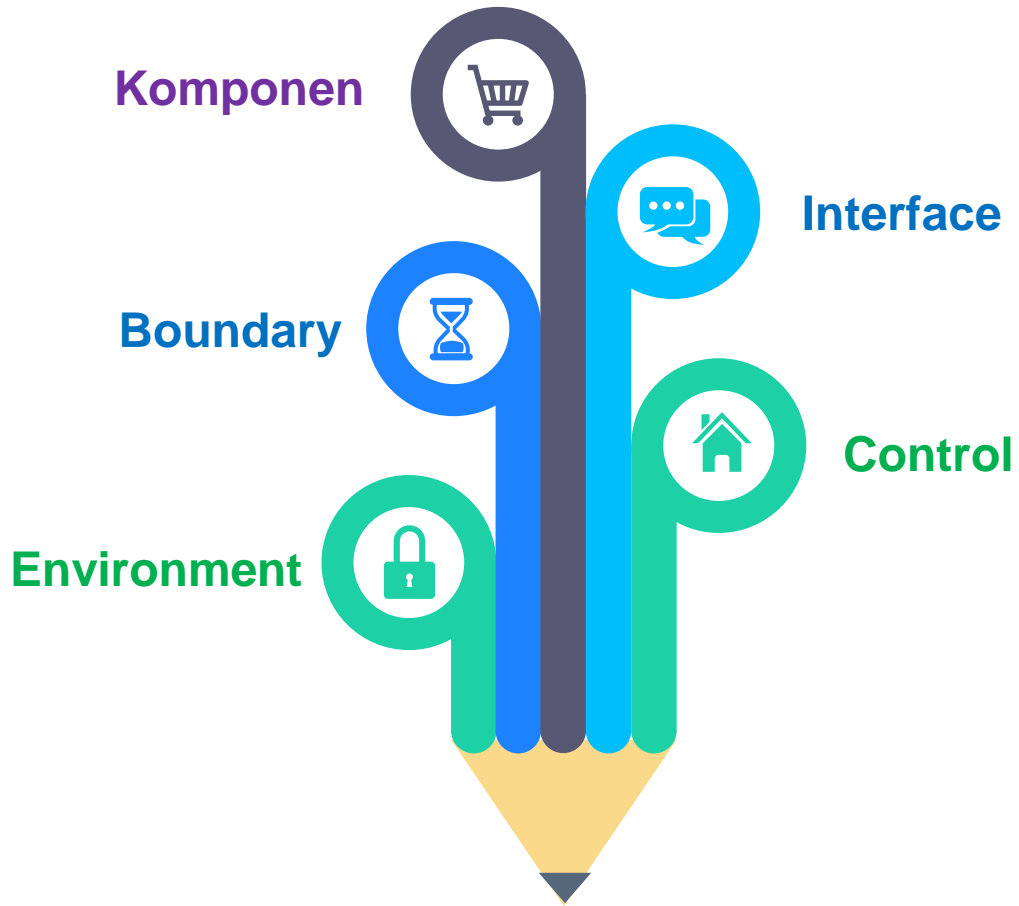 Komponen
Interface
Boundary
Control
Environment